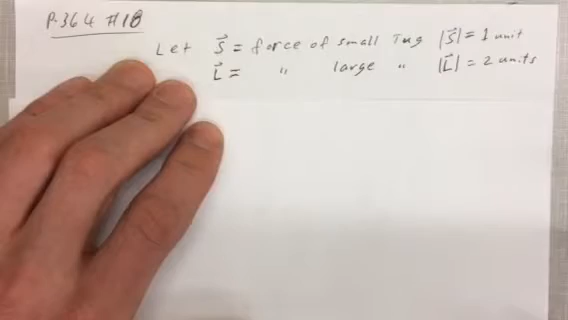 P.364 #18
Let S⃗ = force of small Tug |S⃗| = 1 unit
L⃗ = " large " |L⃗| = 2 units